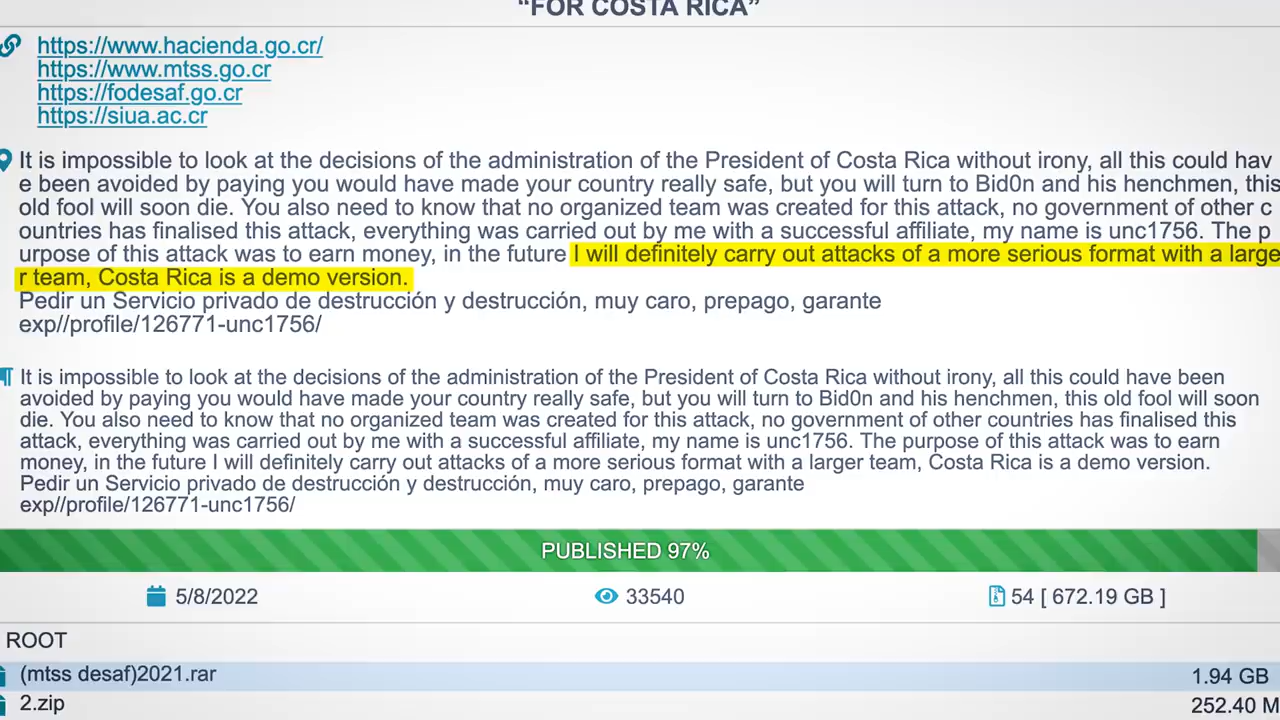 “FOR COSTA RICA”
https://www.hacienda.go.cr/
https://www.mtss.go.cr
https://fodesaf.go.cr
https://siua.ac.cr
It is impossible to look at the decisions of the administration of the President of Costa Rica without irony, all this could hav
e been avoided by paying you would have made your country really safe, but you will turn to Bid0n and his henchmen, this
old fool will soon die. You also need to know that no organized team was created for this attack, no government of other c
ountries has finalised this attack, everything was carried out by me with a successful affiliate, my name is unc1756. The p
urpose of this attack was to earn money, in the future I will definitely carry out attacks of a more serious format with a large
r team, Costa Rica is a demo version.
Pedir un Servicio privado de destrucción y destrucción, muy caro, prepago, garante
exp//profile/126771-unc1756/
It is impossible to look at the decisions of the administration of the President of Costa Rica without irony, all this could have been
avoided by paying you would have made your country really safe, but you will turn to Bid0n and his henchmen, this old fool will soon
die. You also need to know that no organized team was created for this attack, no government of other countries has finalised this
attack, everything was carried out by me with a successful affiliate, my name is unc1756. The purpose of this attack was to earn
money, in the future I will definitely carry out attacks of a more serious format with a larger team, Costa Rica is a demo version.
Pedir un Servicio privado de destrucción y destrucción, muy caro, prepago, garante
exp//profile/126771-unc1756/
PUBLISHED 97%
5/8/2022 33540 54 [ 672.19 GB ]
ROOT
(mtss desaf)2021.rar 1.94 GB
2.zip 252.40 M